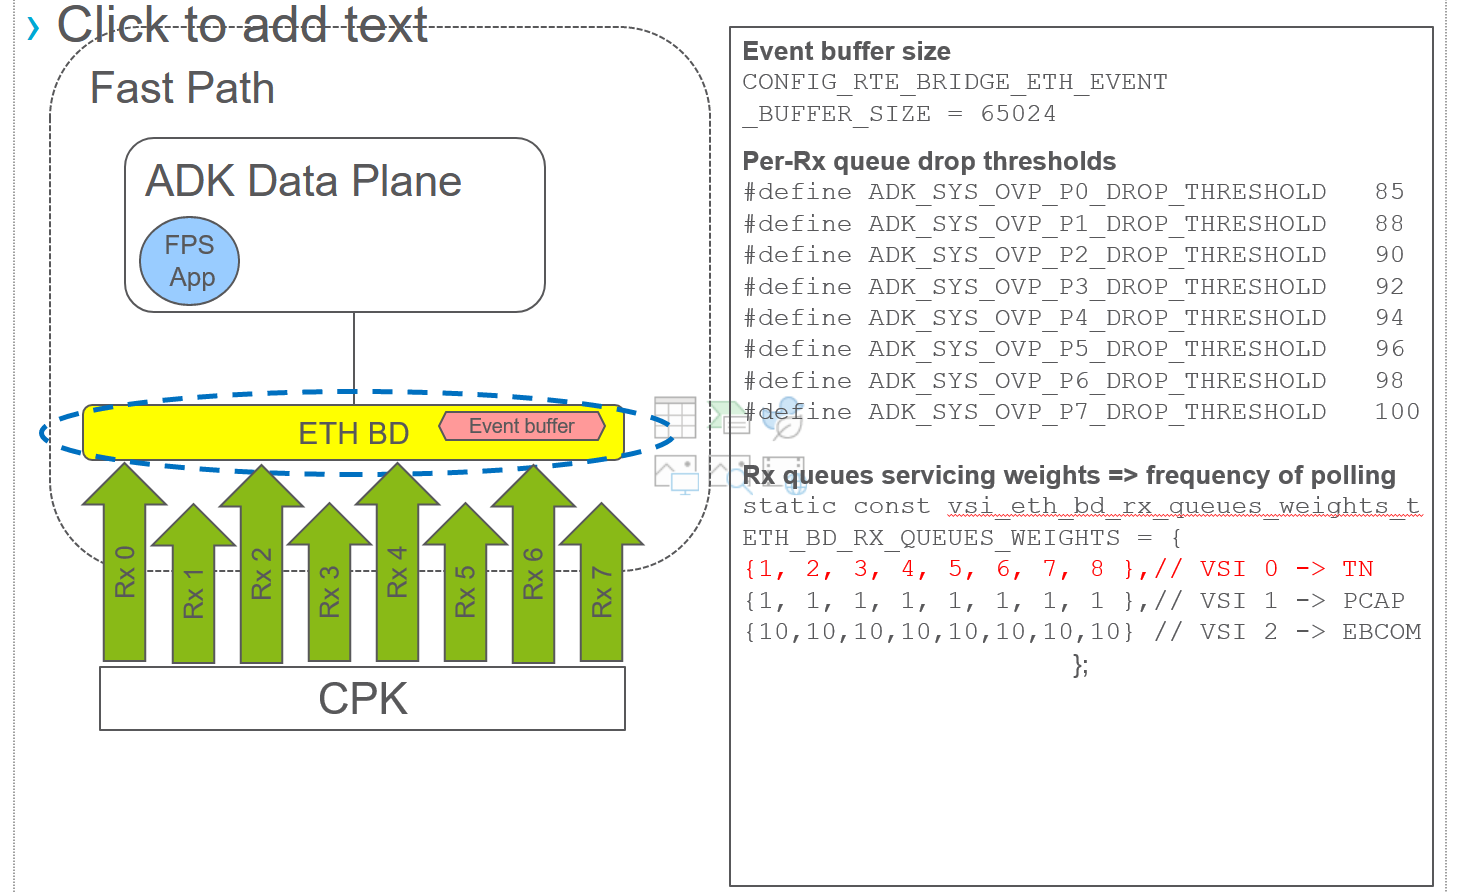 › Click to add text
Fast Path
ADK Data Plane
FPS
App
ETH BD
Event buffer
Rx 0
Rx 1
Rx 2
Rx 3
Rx 4
Rx 5
Rx 6
Rx 7
CPK
Event buffer size
CONFIG_RTE_BRIDGE_ETH_EVENT
_BUFFER_SIZE = 65024
Per-Rx queue drop thresholds
#define ADK_SYS_OVP_P0_DROP_THRESHOLD   85
#define ADK_SYS_OVP_P1_DROP_THRESHOLD   88
#define ADK_SYS_OVP_P2_DROP_THRESHOLD   90
#define ADK_SYS_OVP_P3_DROP_THRESHOLD   92
#define ADK_SYS_OVP_P4_DROP_THRESHOLD   94
#define ADK_SYS_OVP_P5_DROP_THRESHOLD   96
#define ADK_SYS_OVP_P6_DROP_THRESHOLD   98
#define ADK_SYS_OVP_P7_DROP_THRESHOLD   100
Rx queues servicing weights => frequency of polling
static const vsi_eth_bd_rx_queues_weights_t
ETH_BD_RX_QUEUES_WEIGHTS = {
{1, 2, 3, 4, 5, 6, 7, 8 },// VSI 0 -> TN
{1, 1, 1, 1, 1, 1, 1, 1 },// VSI 1 -> PCAP
{10,10,10,10,10,10,10,10} // VSI 2 -> EBCOM
};